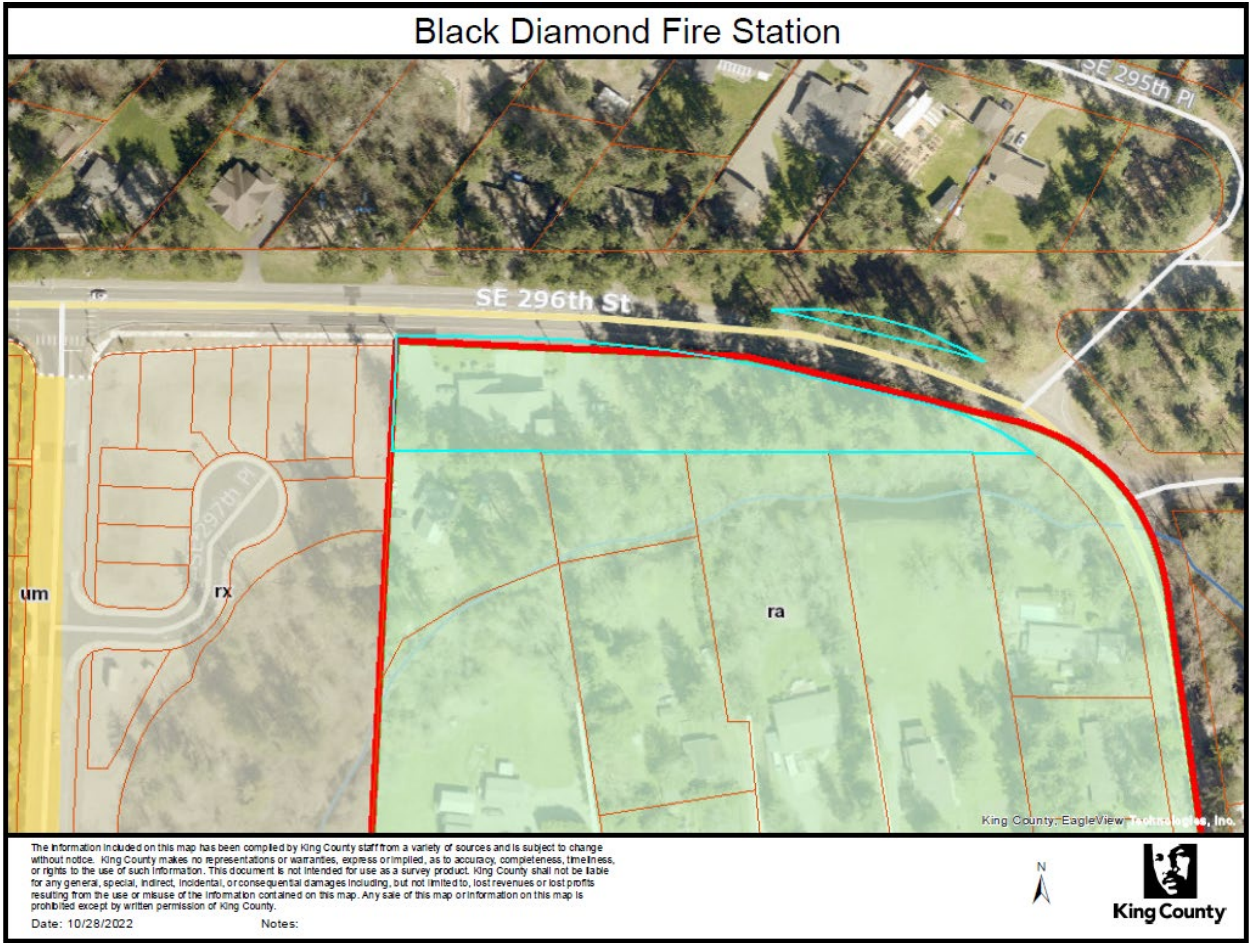 Black Diamond Fire Station
SE 295th Pl
SE 296th St
SE 297th Pl
um
rx
ra
King County, EagleView Technologies, Inc.
The information included on this map has been compiled by King County staff from a variety of sources and is subject to change
without notice. King County makes no representations or warranties, express or implied, as to accuracy, completeness, timeliness,
or rights to the use of such information. This document is not intended for use as a survey product. King County shall not be liable
for any general, special, indirect, incidental, or consequential damages including, but not limited to, lost revenues or lost profits
resulting from the use or misuse of the information contained on this map. Any sale of this map or information on this map is
prohibited except by written permission of King County.
Date: 10/28/2022 Notes:
N
King County